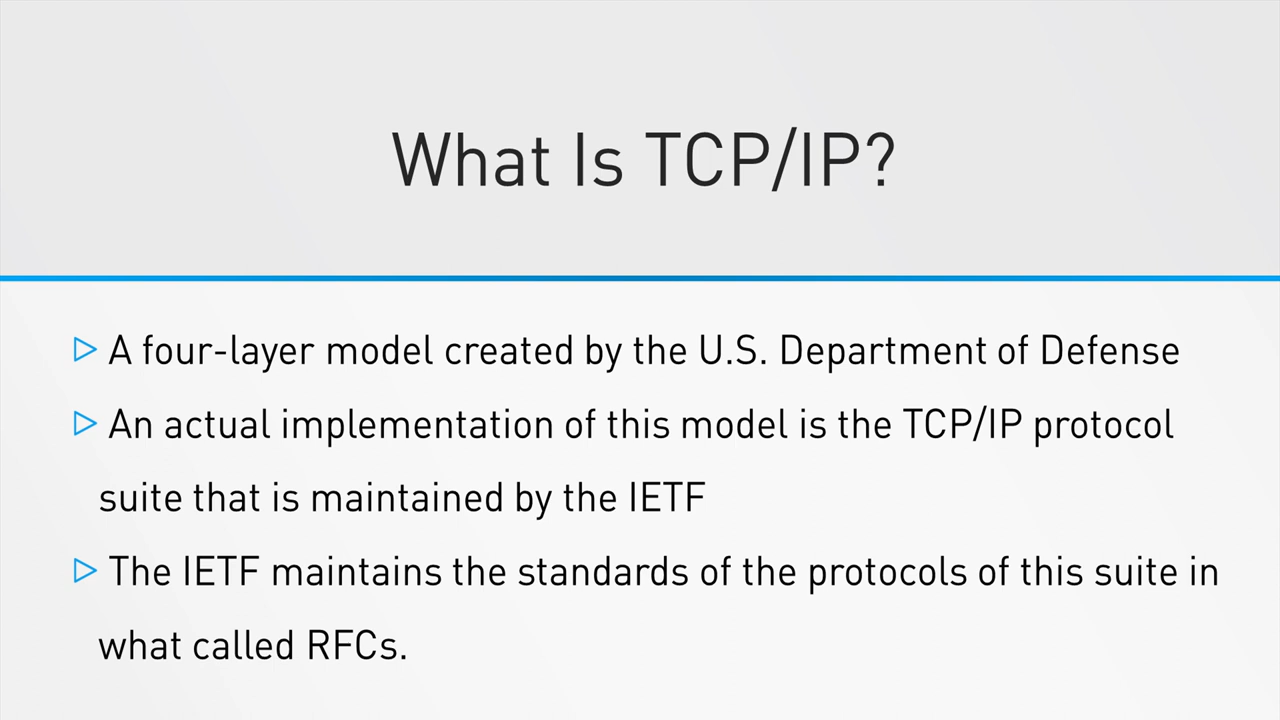 What Is TCP/IP?
A four-layer model created by the U.S. Department of Defense
An actual implementation of this model is the TCP/IP protocol
suite that is maintained by the IETF
The IETF maintains the standards of the protocols of this suite in
what called RFCs.